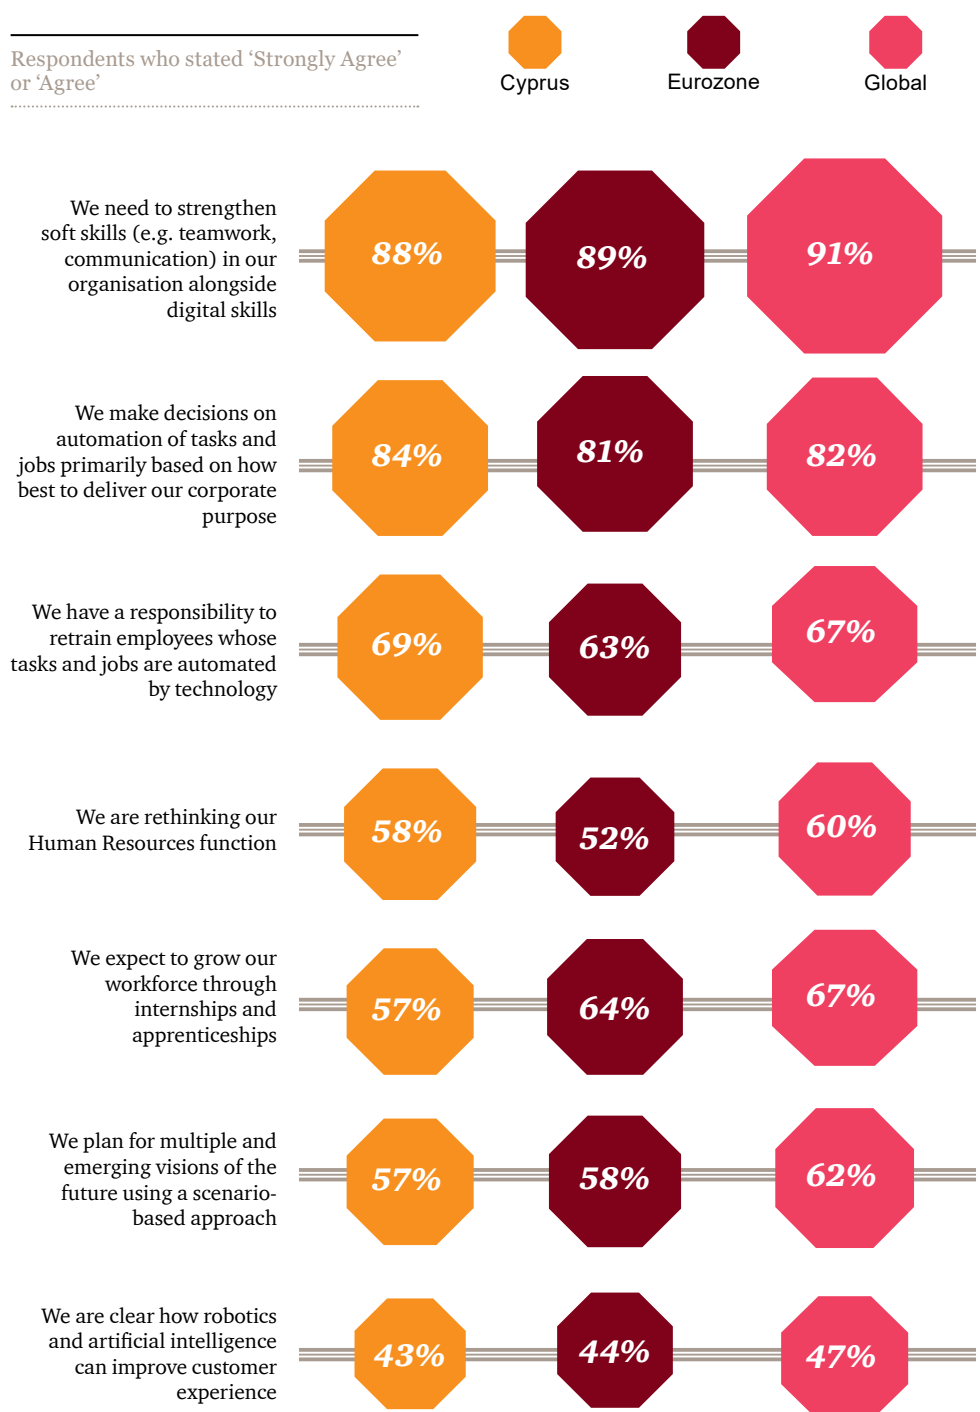 Respondents who stated ‘Strongly Agree’
or ‘Agree’
Cyprus
Eurozone
Global
We need to strengthen
soft skills (e.g. teamwork,
communication) in our
organisation alongside
digital skills
88%
89%
91%
We make decisions on
automation of tasks and
jobs primarily based on how
best to deliver our corporate
purpose
84%
81%
82%
We have a responsibility to
retrain employees whose
tasks and jobs are automated
by technology
69%
63%
67%
We are rethinking our
Human Resources function
58%
52%
60%
We expect to grow our
workforce through
internships and
apprenticeships
57%
64%
67%
We plan for multiple and
emerging visions of the
future using a scenario-
based approach
57%
58%
62%
We are clear how robotics
and artificial intelligence
can improve customer
experience
43%
44%
47%